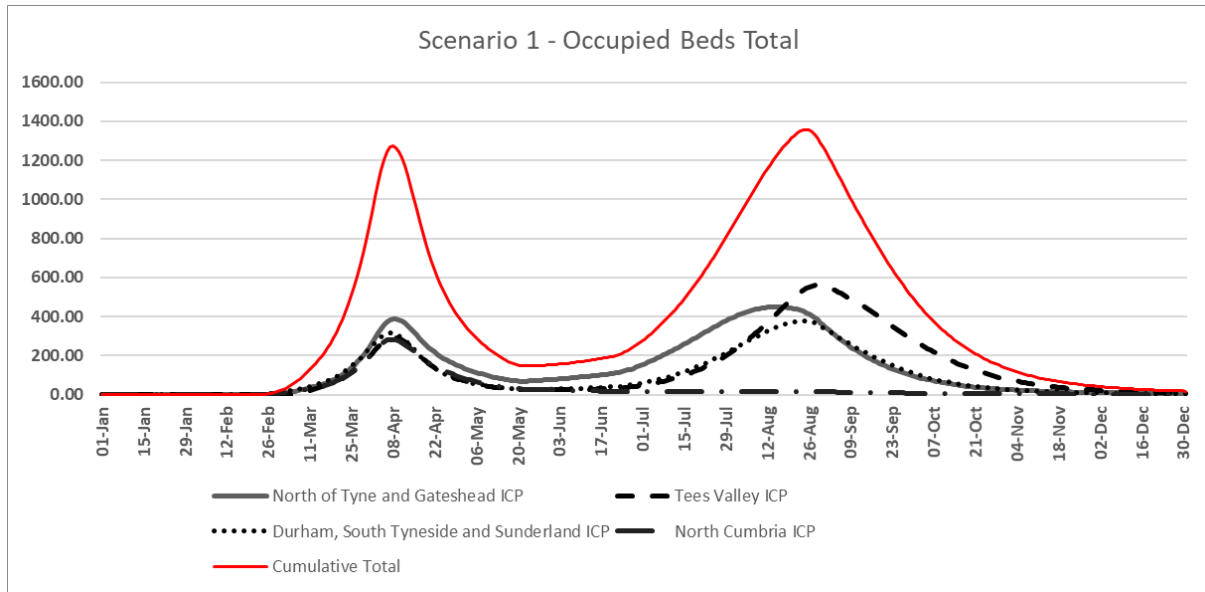 Scenario 1 - Occupied Beds Total
1600.00
1400.00
1200.00
1000.00
800.00
600.00
400.00
200.00
0.00
01-Jan
15-Jan
29-Jan
12-Feb
26-Feb
11-Mar
25-Mar
08-Apr
22-Apr
06-May
20-May
03-Jun
17-Jun
01-Jul
15-Jul
29-Jul
12-Aug
26-Aug
09-Sep
23-Sep
07-Oct
21-Oct
04-Nov
18-Nov
02-Dec
16-Dec
30-Dec
North of Tyne and Gateshead ICP
Tees Valley ICP
Durham, South Tyneside and Sunderland ICP
North Cumbria ICP
Cumulative Total